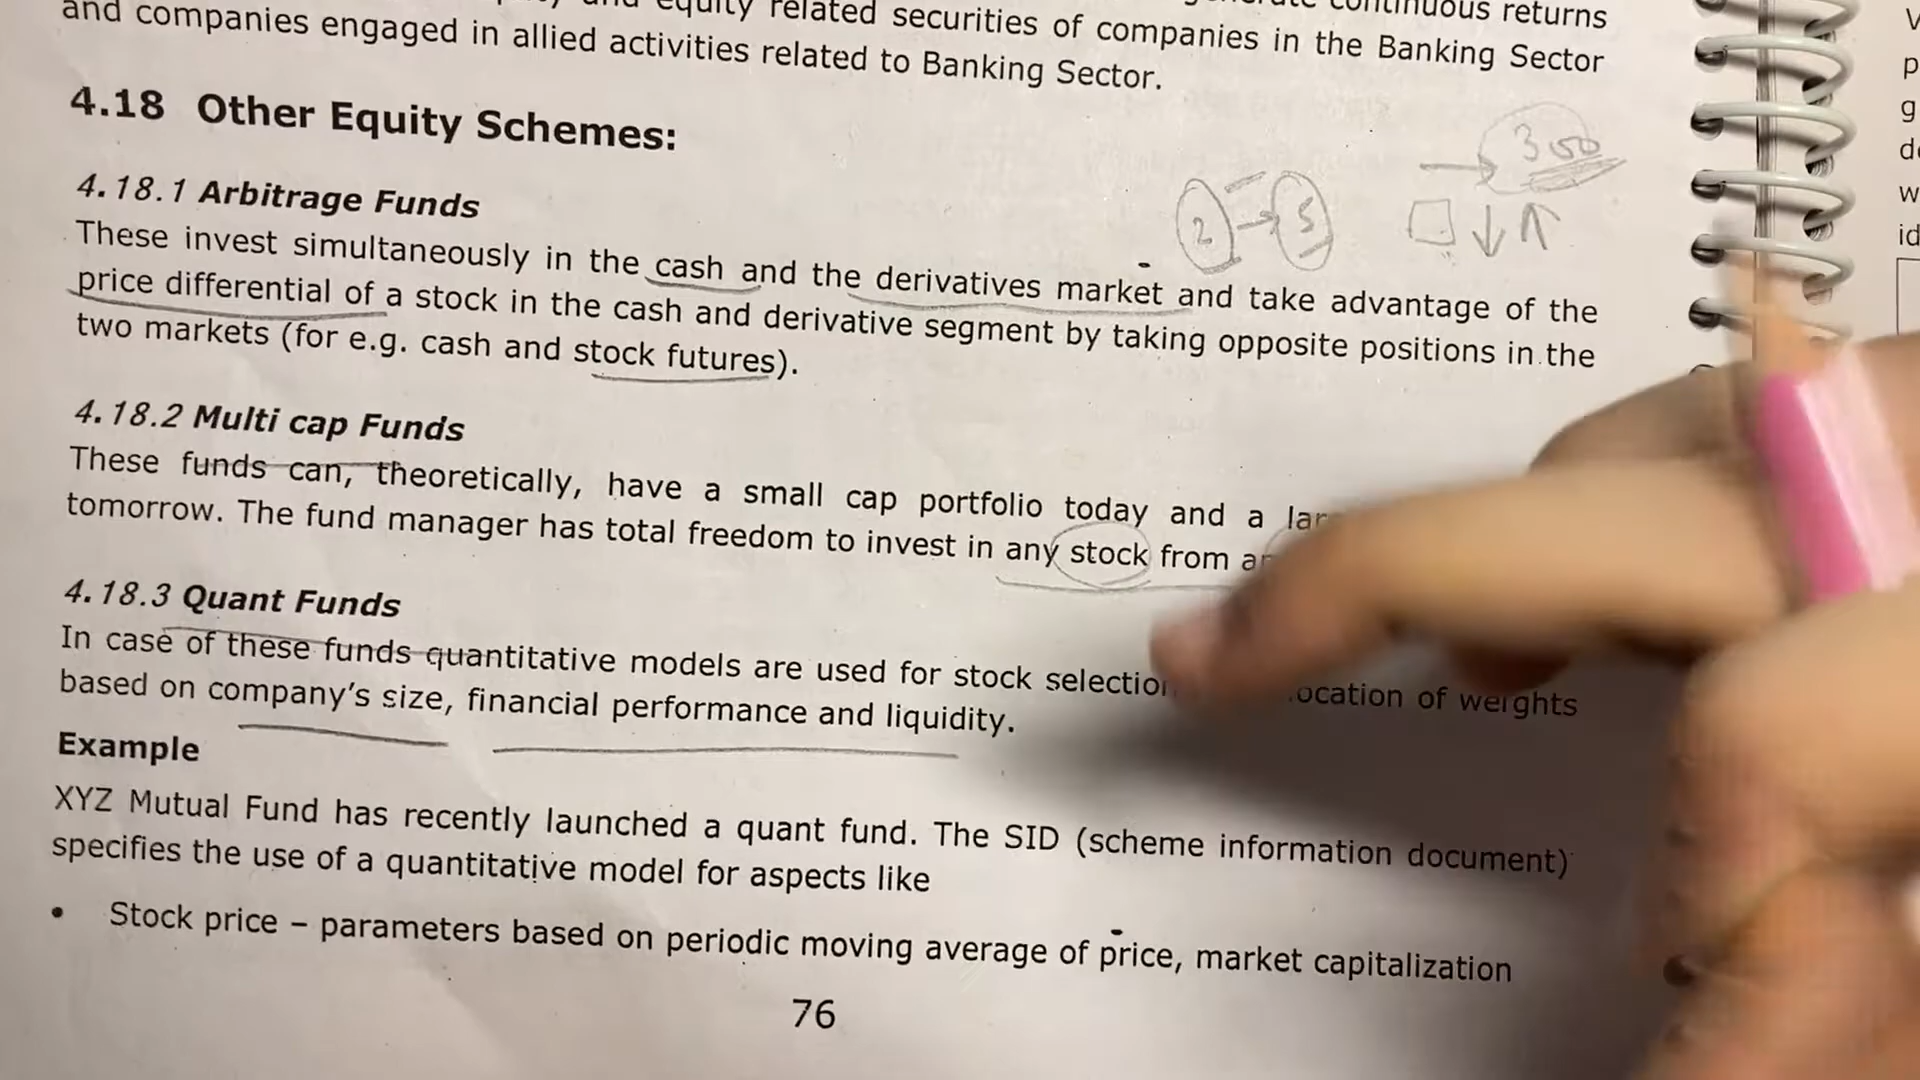 continuous returns
equity related securities of companies in the Banking Sector
and companies engaged in allied activities related to Banking Sector.
4.18 Other Equity Schemes:
300
2 → 5
4.18.1 Arbitrage Funds
These invest simultaneously in the cash and the derivatives market and take advantage of the
price differential of a stock in the cash and derivative segment by taking opposite positions in the
two markets (for e.g. cash and stock futures).
4.18.2 Multi cap Funds
These funds can, theoretically, have a small cap portfolio today and a
tomorrow. The fund manager has total freedom to invest in any stock from
4.18.3 Quant Funds
In case of these funds quantitative models are used for stock selection of weights
based on company's size, financial performance and liquidity.
Example
XYZ Mutual Fund has recently launched a quant fund. The SID (scheme information document)
specifies the use of a quantitative model for aspects like
• Stock price – parameters based on periodic moving average of price, market capitalization
76